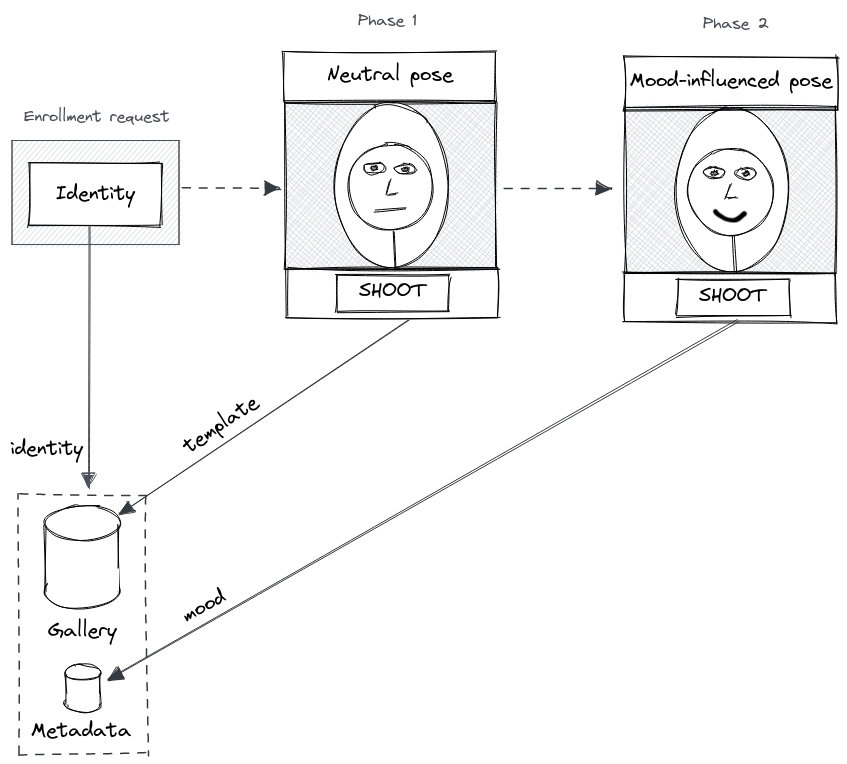 Phase 1
Phase 2
Neutral pose
Mood-influenced pose
Enrollment request
Identity
SHOOT
SHOOT
template
identity
mood
Gallery
Metadata